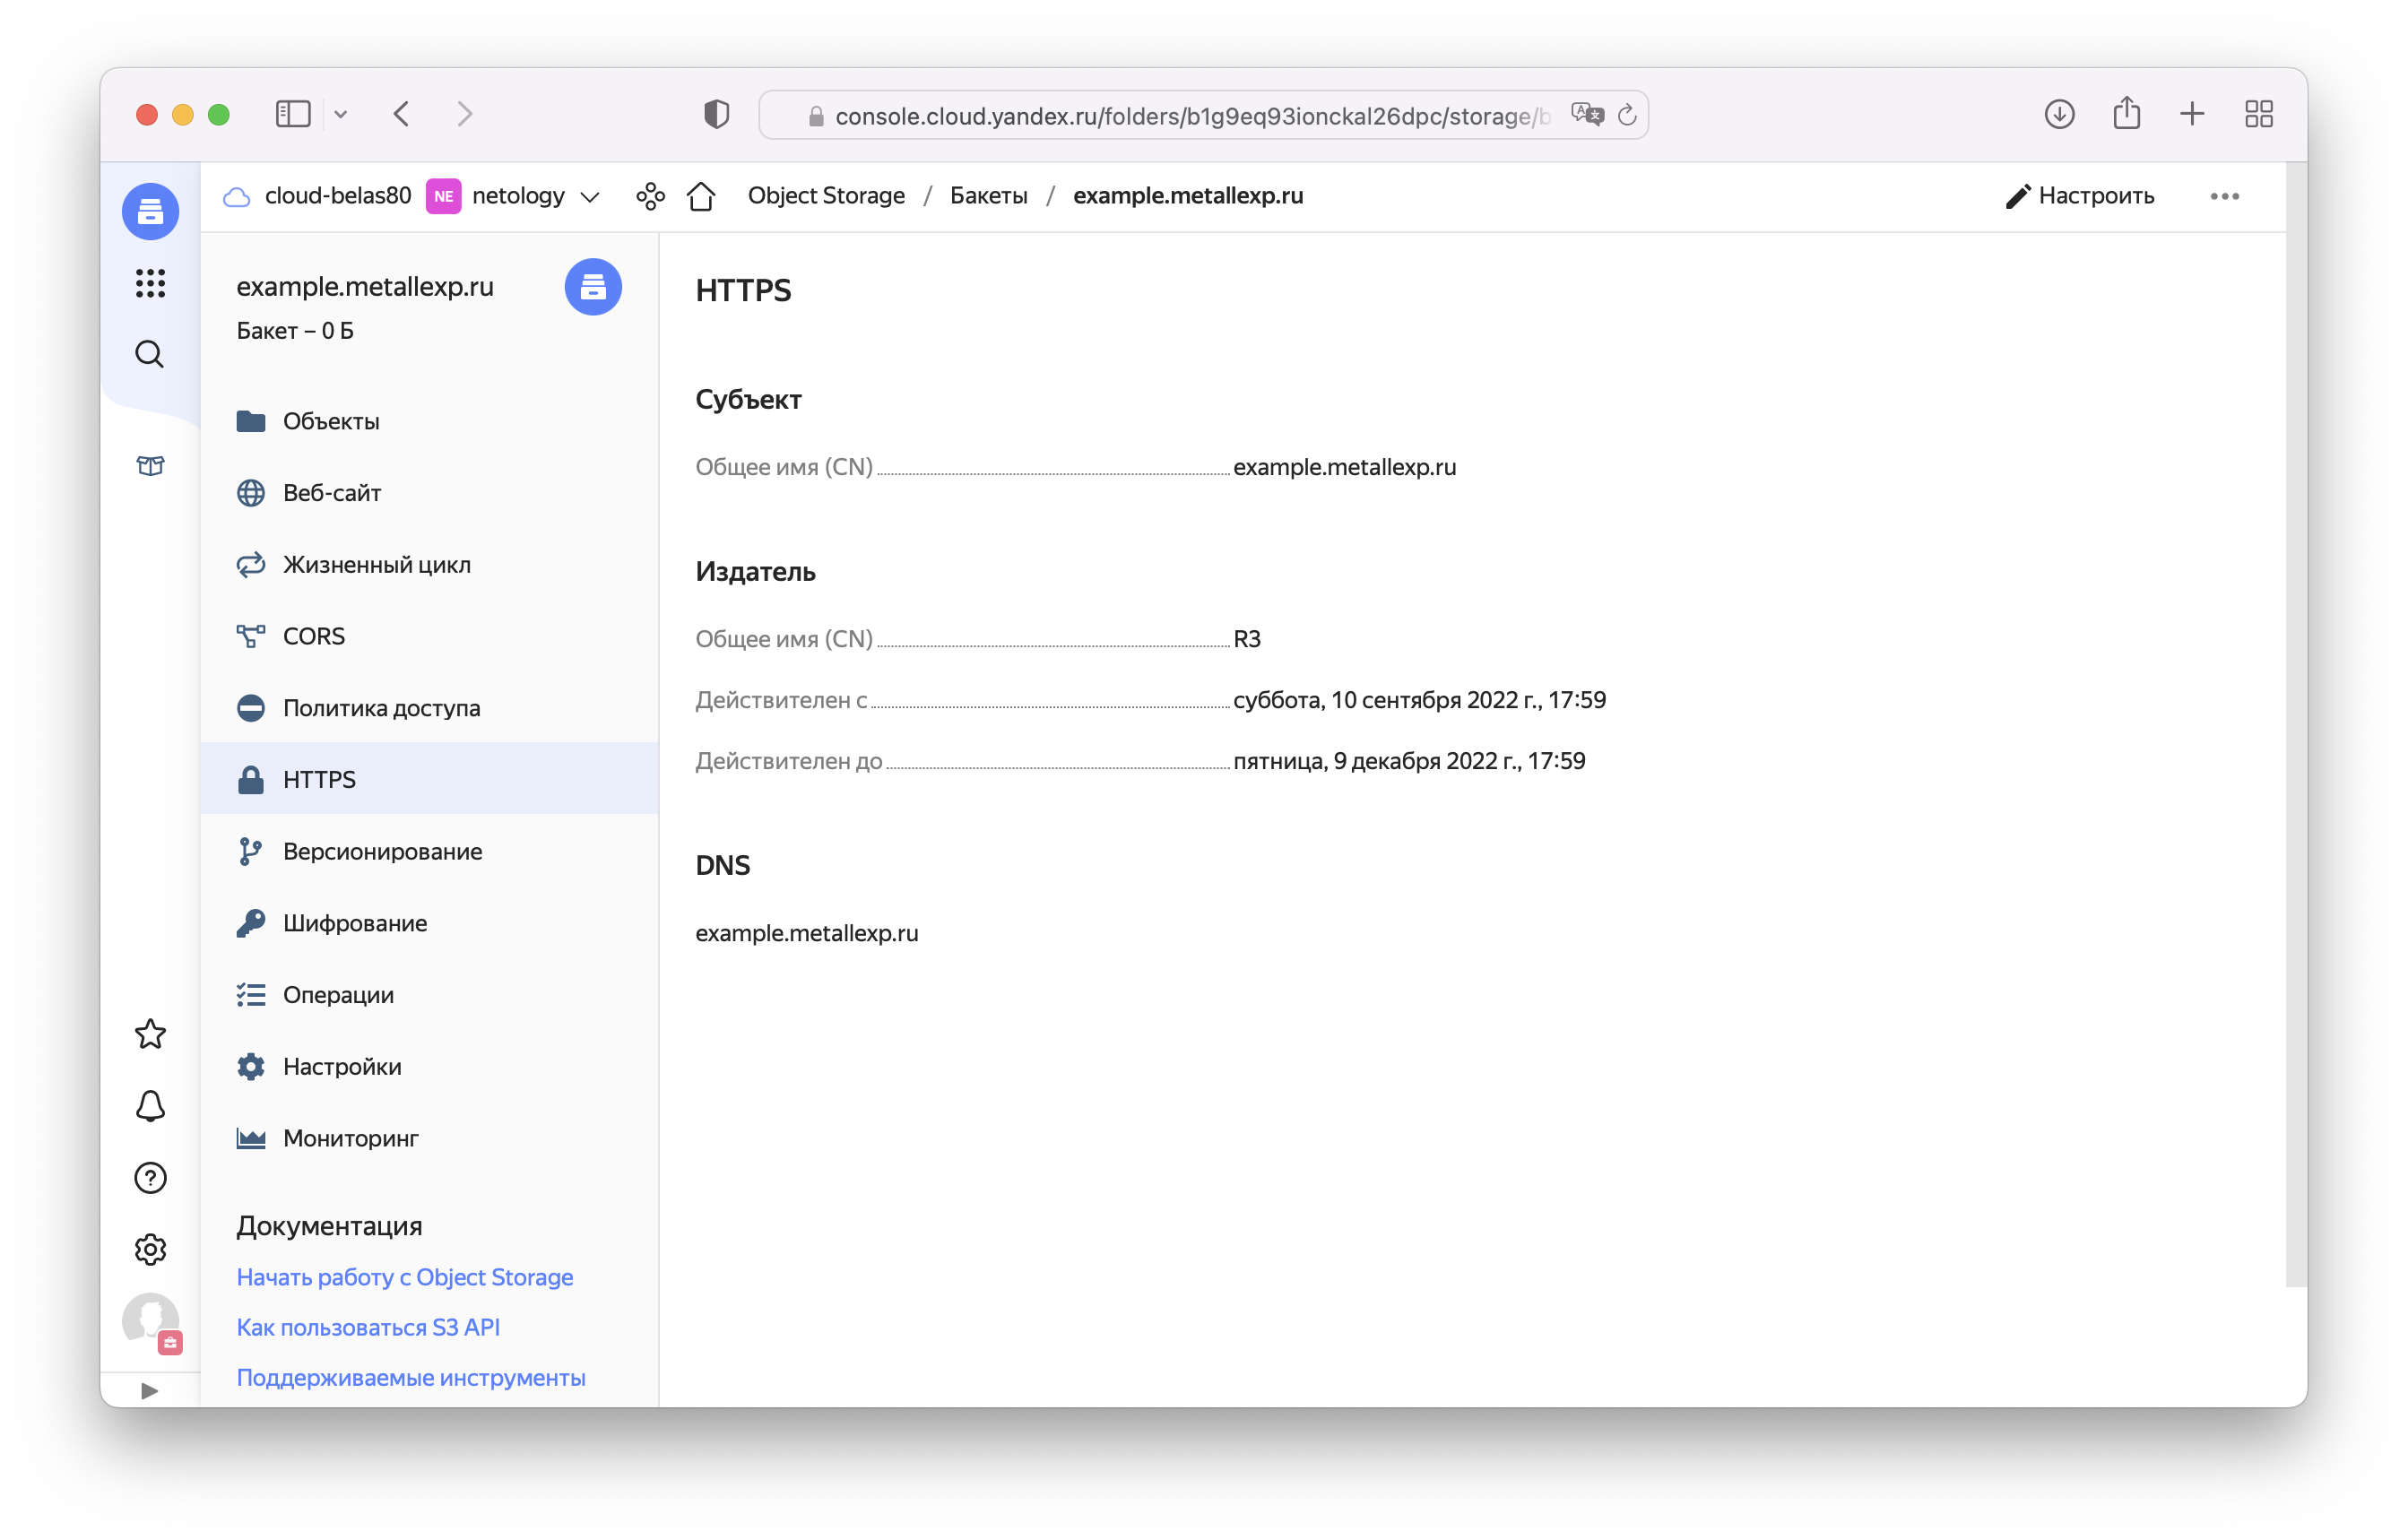 console.cloud.yandex.ru/folders/b1g9eq93ionckal26dpc/storage/b
cloud-belas80 NE netology Object Storage / Бакеты / example.metallexp.ru Настроить
example.metallexp.ru
Бакет – 0 Б
Объекты
Веб-сайт
Жизненный цикл
CORS
Политика доступа
HTTPS
Версионирование
Шифрование
Операции
Настройки
Мониторинг
Документация
Начать работу с Object Storage
Как пользоваться S3 API
Поддерживаемые инструменты
HTTPS
Субъект
Общее имя (CN) example.metallexp.ru
Издатель
Общее имя (CN) R3
Действителен с суббота, 10 сентября 2022 г., 17:59
Действителен до пятница, 9 декабря 2022 г., 17:59
DNS
example.metallexp.ru